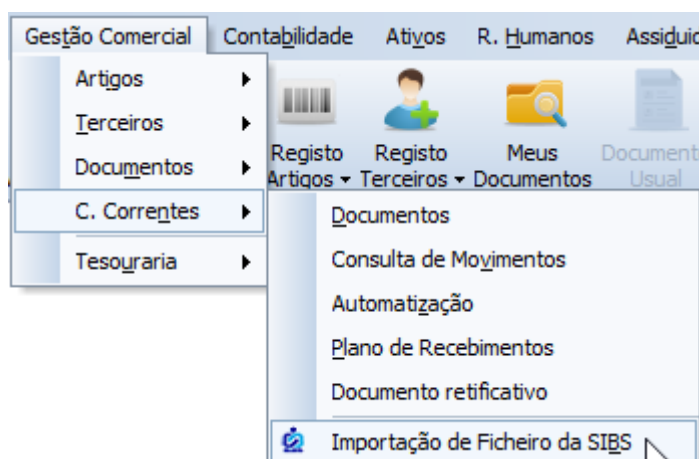 Gestão Comercial Contabilidade Ativos R. Humanos
Artigos
Terceiros
Documentos
C. Correntes
Tesouraria
Registo Artigos
Registo Terceiros
Meus Documentos
Usual
Documentos
Consulta de Movimentos
Automatização
Plano de Recebimentos
Documento retificativo
Importação de Ficheiro da SIBS